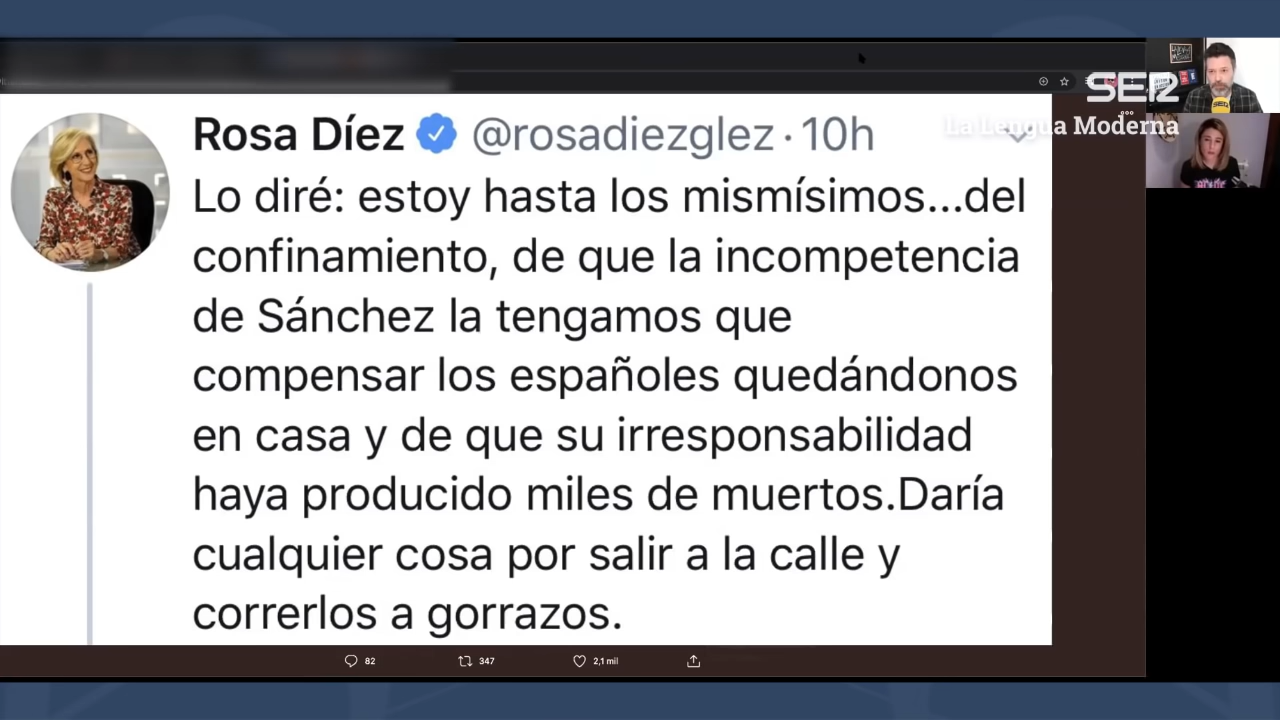 SER
La Lengua Moderna
Rosa Díez @rosadiezglez · 10h
Lo diré: estoy hasta los mismísimos...del
confinamiento, de que la incompetencia
de Sánchez la tengamos que
compensar los españoles quedándonos
en casa y de que su irresponsabilidad
haya producido miles de muertos.Daría
cualquier cosa por salir a la calle y
correrlos a gorrazos.
82
347
2,1 mil